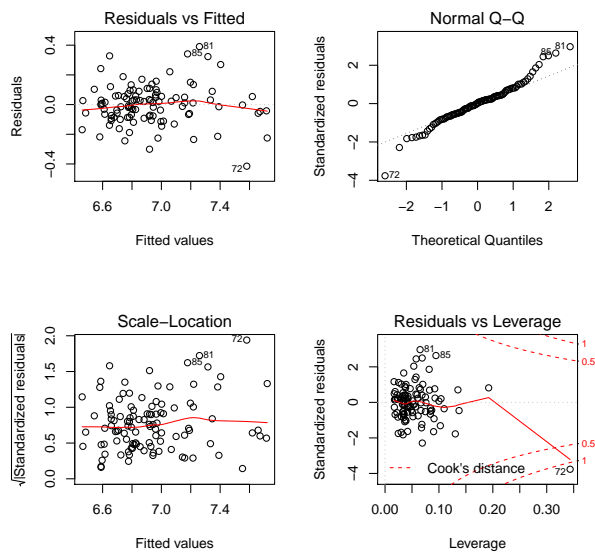 Residuals vs Fitted
Residuals
0.4
0.0
−0.4
81
85
72
6.6 7.0 7.4
Fitted values
Normal Q−Q
Standardized residuals
2
0
−2
−4
81
85
72
−2 −1 0 1 2
Theoretical Quantiles
Scale−Location
√|Standardized residuals|
2.0
1.5
1.0
0.5
0.0
72
81
85
6.6 7.0 7.4
Fitted values
Residuals vs Leverage
Standardized residuals
4
2
0
−2
−4
81
85
72
1
0.5
0.5
1
Cook's distance
0.00 0.10 0.20 0.30
Leverage